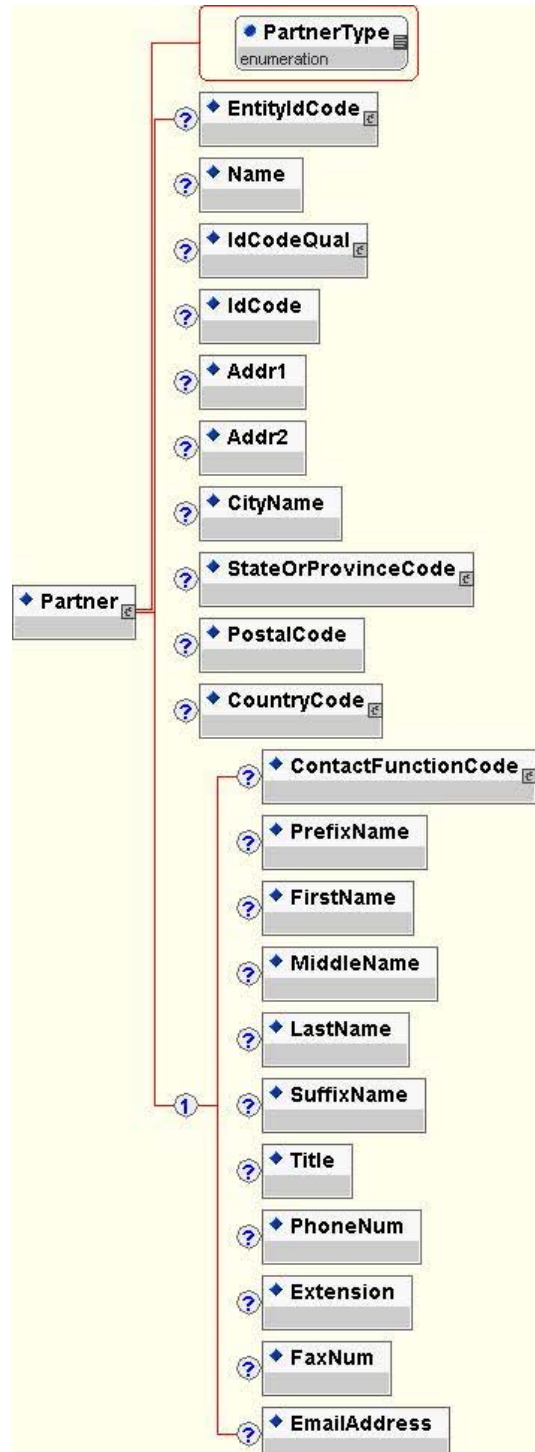 PartnerType
enumeration
? EntityIdCode
? Name
? IdCodeQual
? IdCode
? Addr1
? Addr2
? CityName
? StateOrProvinceCode
Partner
? PostalCode
? CountryCode
? ContactFunctionCode
? PrefixName
? FirstName
? MiddleName
? LastName
1
? SuffixName
? Title
? PhoneNum
? Extension
? FaxNum
? EmailAddress